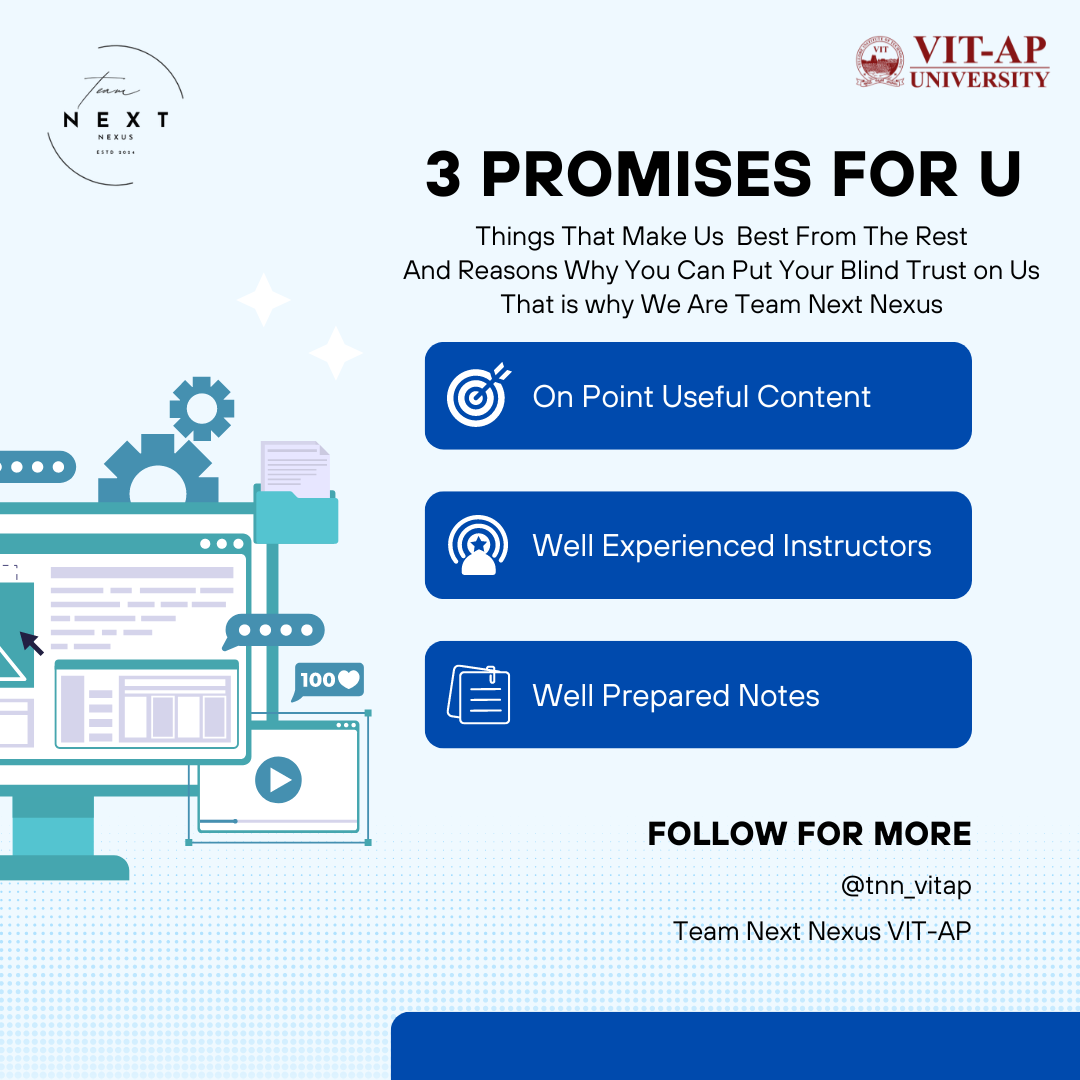 Team
NEXT
NEXUS
ESTD 2024
VIT
VIT-AP
UNIVERSITY
3 PROMISES FOR U
Things That Make Us  Best From The Rest
And Reasons Why You Can Put Your Blind Trust on Us
That is why We Are Team Next Nexus
On Point Useful Content
Well Experienced Instructors
Well Prepared Notes
100
FOLLOW FOR MORE
@tnn_vitap
Team Next Nexus VIT-AP